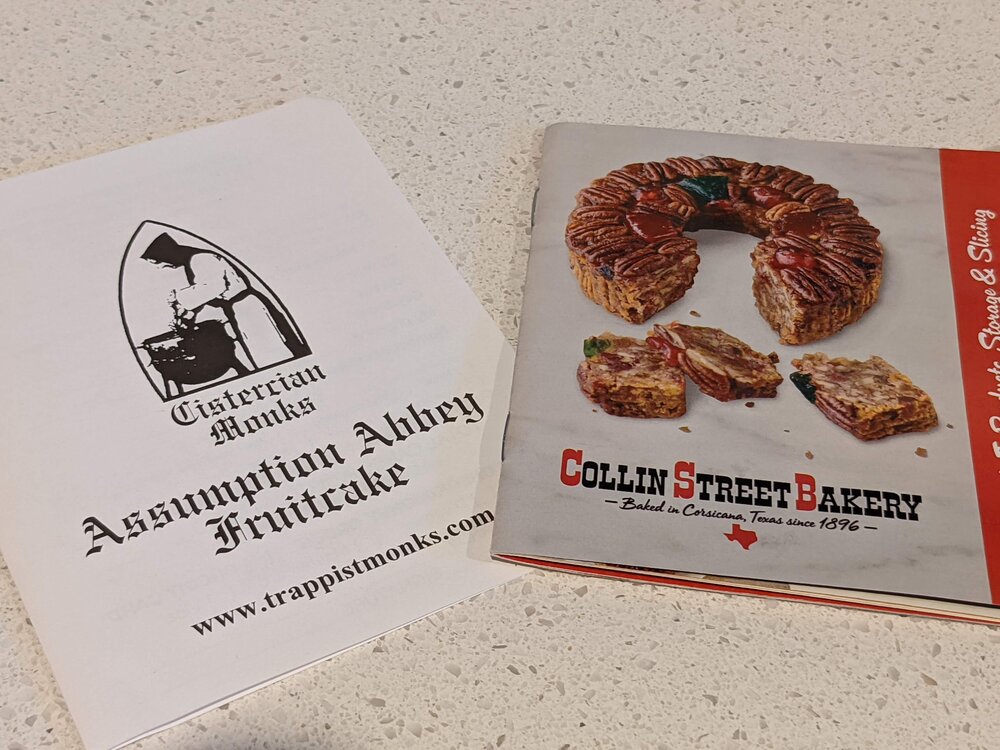 Cistercian
Monks
Assumption Abbey
Fruitcake
www.trappistmonks.com
COLLIN STREET BAKERY
— Baked in Corsicana, Texas since 1896 —
Products Storage & Slicing